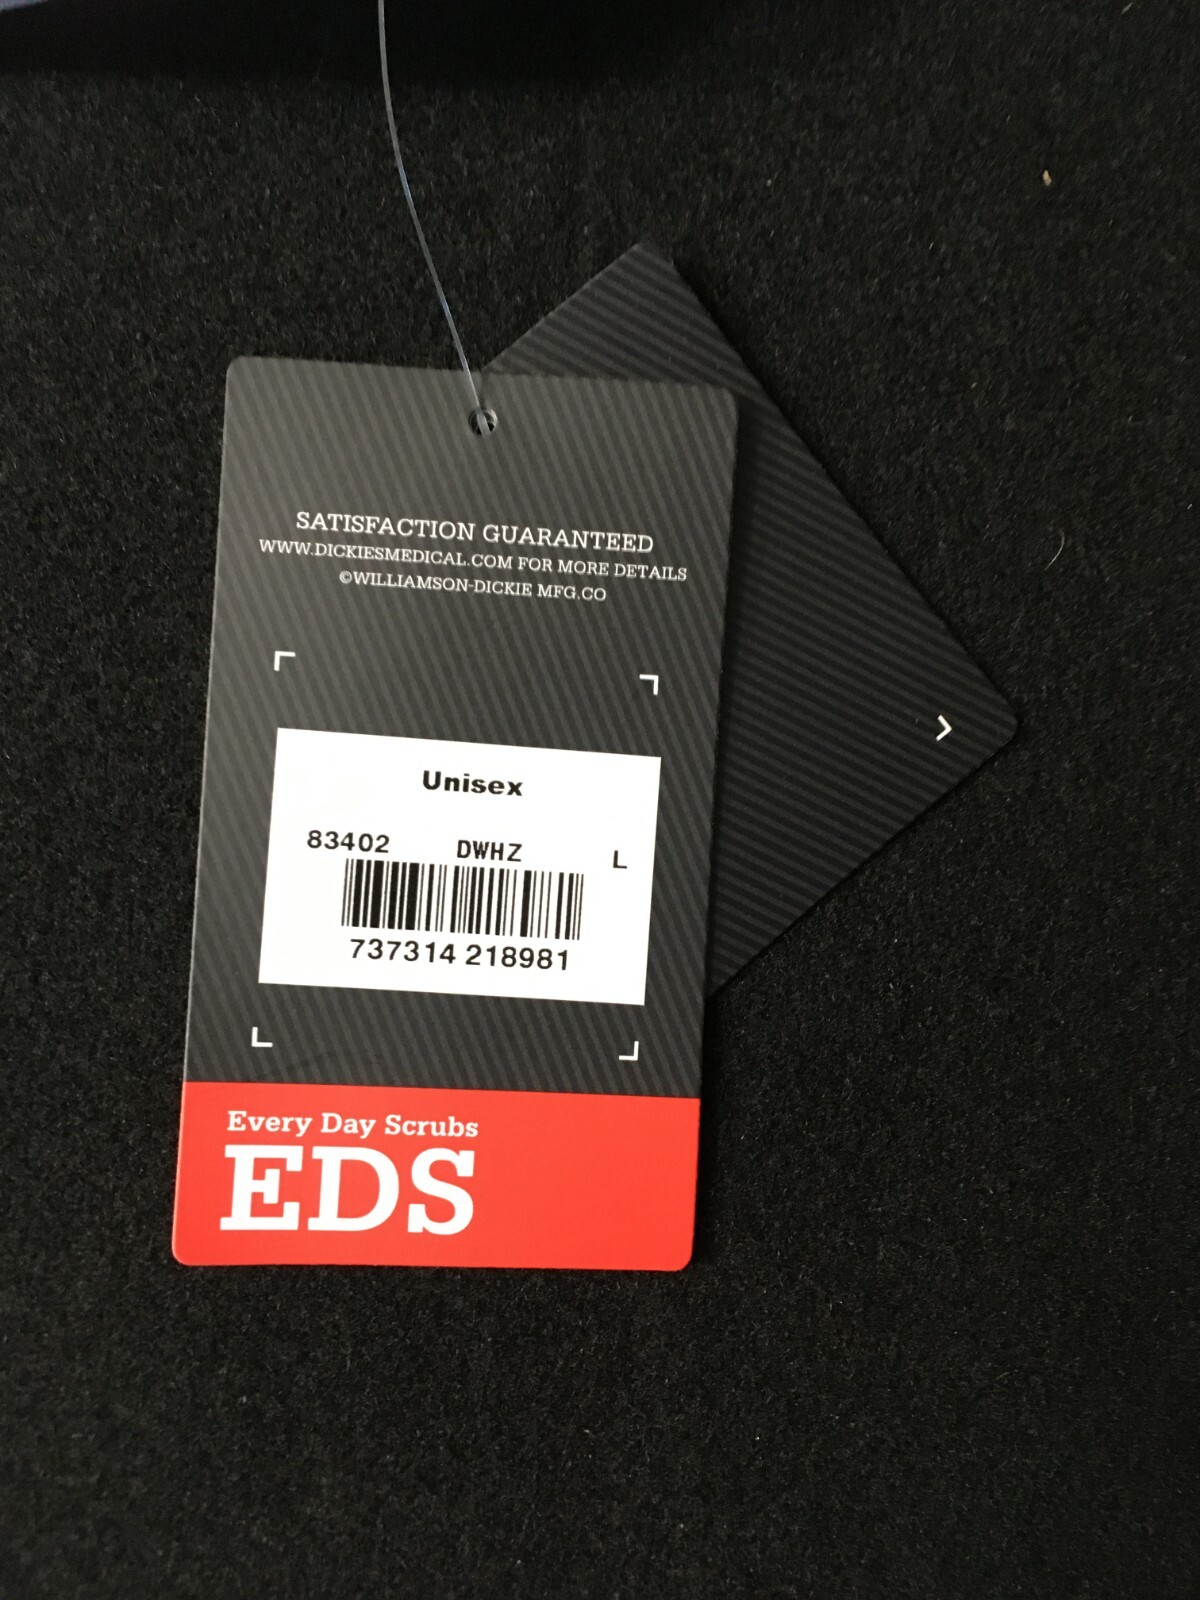 SATISFACTION GUARANTEED
WWW.DICKIESMEDICAL.COM FOR MORE DETAILS
©WILLIAMSON-DICKIE MFG.CO
Unisex
83402 DWHZ L
737314 218981
Every Day Scrubs
EDS